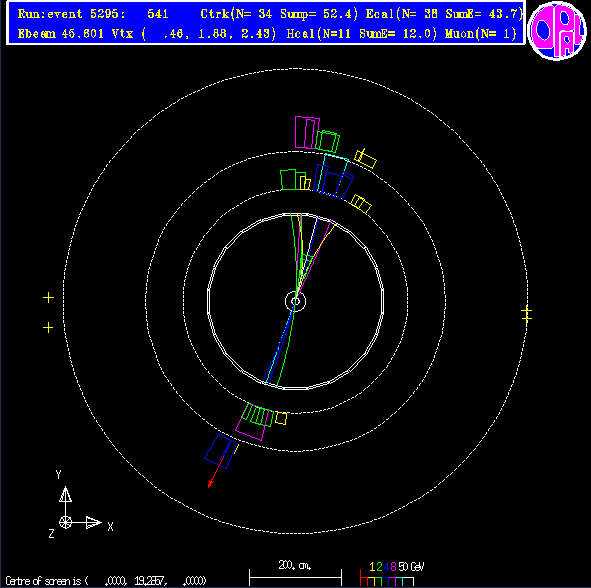 Run:event 5295: 541 Ctrk(N= 34 Sump= 52.4) Ecal(N= 38 SumE= 43.7)
Ebeam 45.601 Vtx ( .46, 1.88, 2.43) Hcal(N=11 SumE= 12.0) Muon(N= 1)
OPAL
Y
X
Z
200. cm.
1 2 4 8 50 GeV
Centre of screen is ( .0000, 19.2857, .0000)